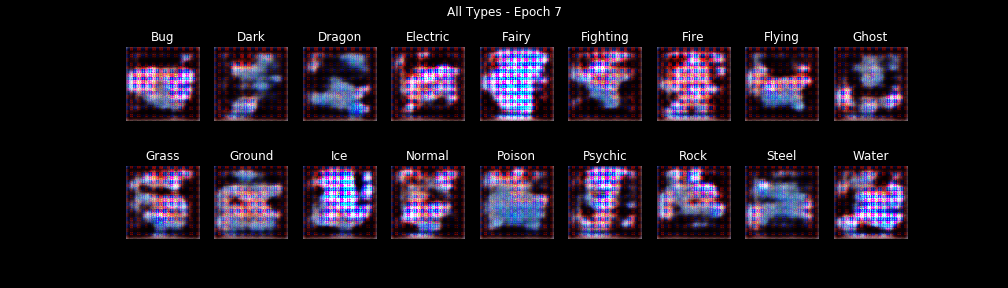 All Types - Epoch 7
Bug Dark Dragon Electric Fairy Fighting Fire Flying Ghost
Grass Ground Ice Normal Poison Psychic Rock Steel Water